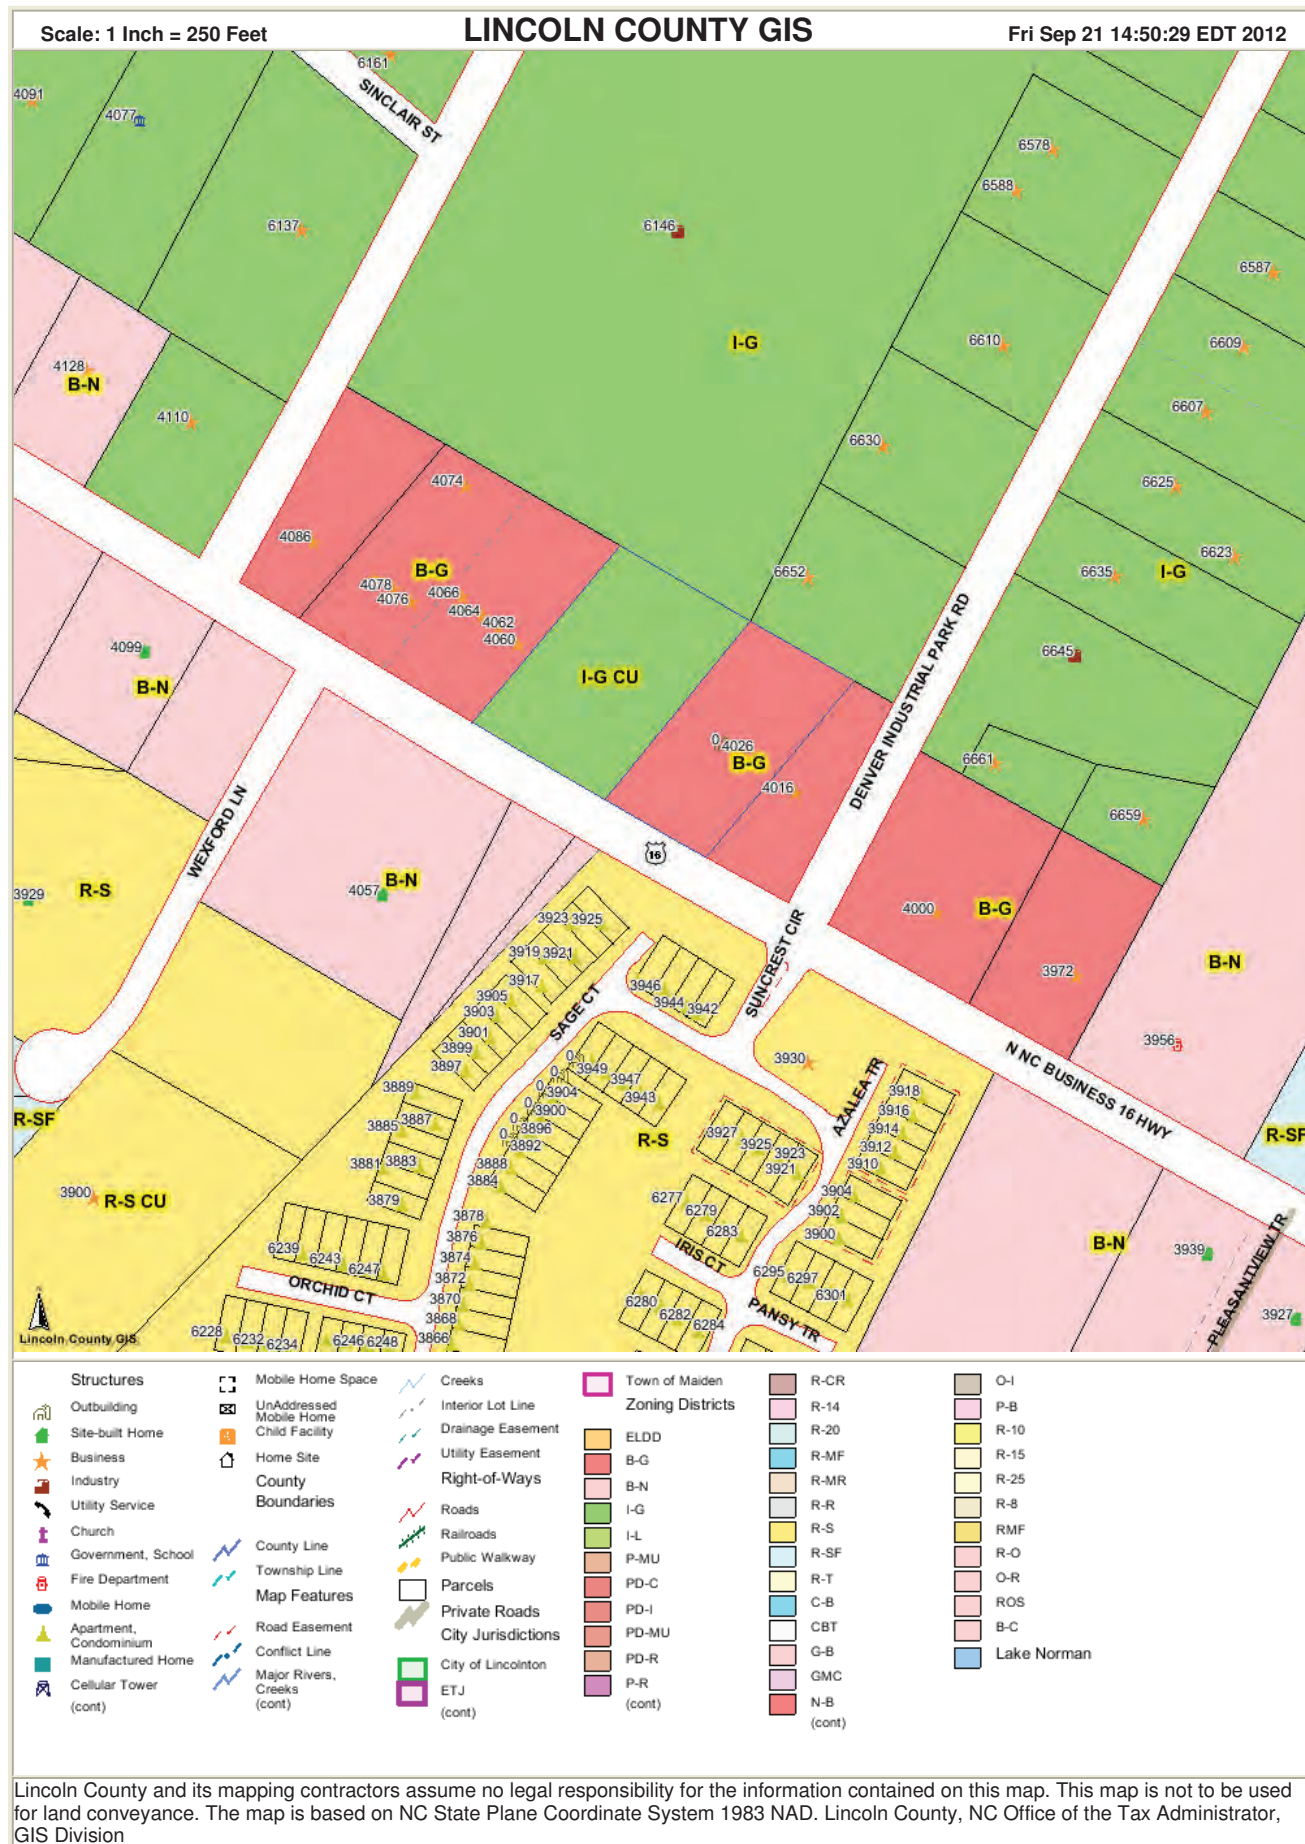 Scale: 1 Inch = 250 Feet
LINCOLN COUNTY GIS
Fri Sep 21 14:50:29 EDT 2012
6161
SINCLAIR ST
4091
4077
6578
6588
6137
6146
6587
I-G
6610
6609
4128
B-N
4110
6607
6630
4074
6625
4086
6623
B-G
6652
6635
I-G
4078
4066
4076
4064
4062
4060
4099
6645
B-N
I-G CU
DENVER INDUSTRIAL PARK RD
0
4026
B-G
6661
4016
6659
WEXFORD LN
16
3929
R-S
4057
B-N
4000
B-G
3923
3925
SUNCREST CIR
3919
3921
B-N
3917
3946
3972
3905
3944
3942
3903
SAGE CT
3901
3899
3930
3956
N NC BUSINESS 16 HWY
3897
0
3949
AZALEA TR
3889
0
3947
3918
0
3904
3943
3916
R-SF
3887
0
3900
3885
0
3896
R-S
3927
3914
R-SF
0
3892
3925
3923
3912
3881
3883
3888
3921
3910
3900
R-S CU
3884
3879
6277
3904
3878
6279
3902
6239
3876
6283
3900
6243
3874
IRIS CT
B-N
3939
6247
3872
6295
6297
ORCHID CT
3870
6280
6301
PLEASANTVIEW TR
3868
6282
PANSY TR
3927
6228
6232
6234
6246
6248
3866
6284
Lincoln County GIS
Structures
Outbuilding
Site-built Home
Business
Industry
Utility Service
Church
Government, School
Fire Department
Mobile Home
Apartment,
Condominium
Manufactured Home
Cellular Tower
(cont)
Mobile Home Space
UnAddressed
Mobile Home
Child Facility
Home Site
County
Boundaries
County Line
Township Line
Map Features
Road Easement
Conflict Line
Major Rivers,
Creeks
(cont)
Creeks
Interior Lot Line
Drainage Easement
Utility Easement
Right-of-Ways
Roads
Railroads
Public Walkway
Parcels
Private Roads
City Jurisdictions
City of Lincolnton
ETJ
(cont)
Town of Maiden
Zoning Districts
ELDD
B-G
B-N
I-G
I-L
P-MU
PD-C
PD-I
PD-MU
PD-R
P-R
(cont)
R-CR
R-14
R-20
R-MF
R-MR
R-R
R-S
R-SF
R-T
C-B
CBT
G-B
GMC
N-B
(cont)
O-I
P-B
R-10
R-15
R-25
R-8
RMF
R-O
O-R
ROS
B-C
Lake Norman
Lincoln County and its mapping contractors assume no legal responsibility for the information contained on this map. This map is not to be used
for land conveyance. The map is based on NC State Plane Coordinate System 1983 NAD. Lincoln County, NC Office of the Tax Administrator,
GIS Division